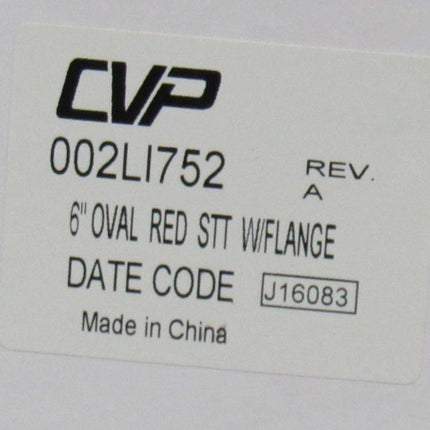 CVP
002LI752 REV.
A
6" OVAL RED STT W/FLANGE
DATE CODE J16083
Made in China